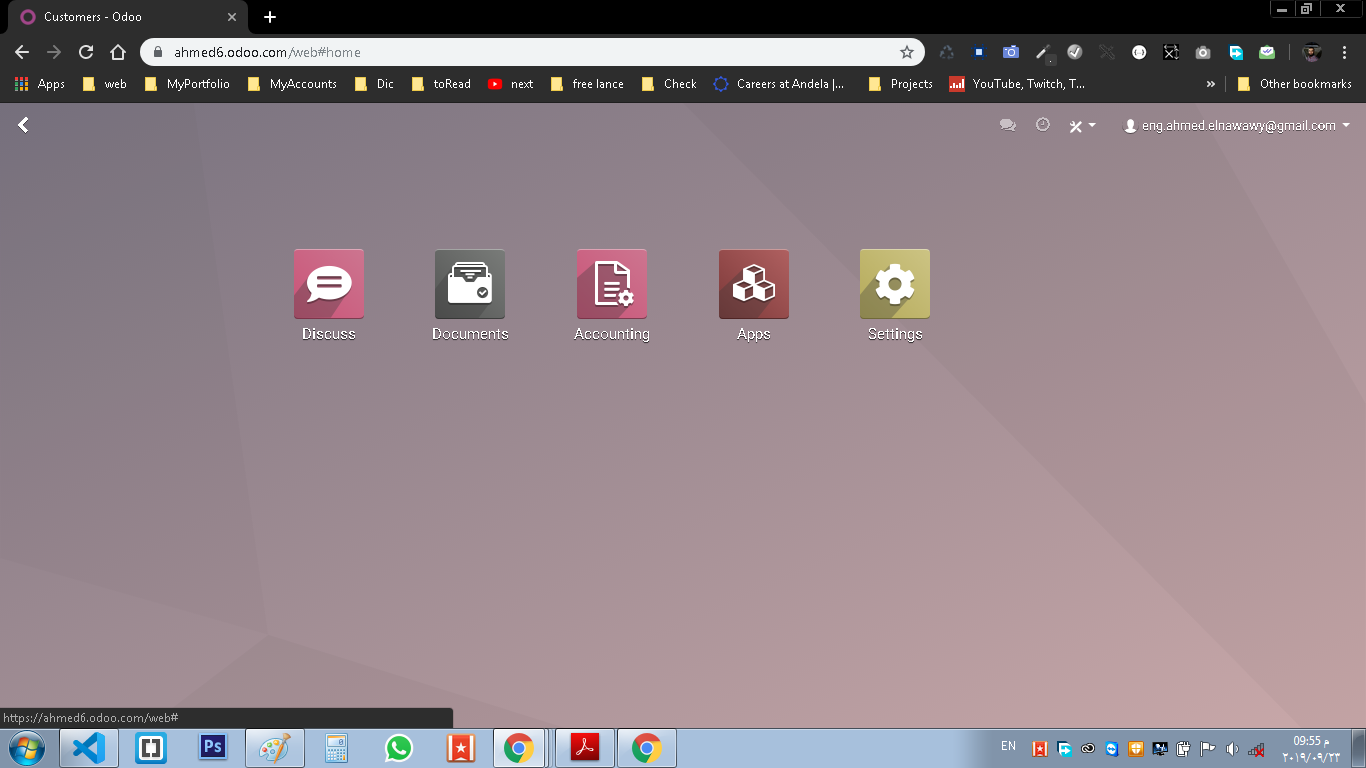 Customers - Odoo
ahmed6.odoo.com/web#home
Apps web MyPortfolio MyAccounts Dic toRead next free lance Check Careers at Andela |... Projects YouTube, Twitch, T... » Other bookmarks
eng.ahmed.elnawawy@gmail.com
Discuss Documents Accounting Apps Settings
https://ahmed6.odoo.com/web#
Ps
EN
09:55 م
٢٠١٩/٠٩/٢٣